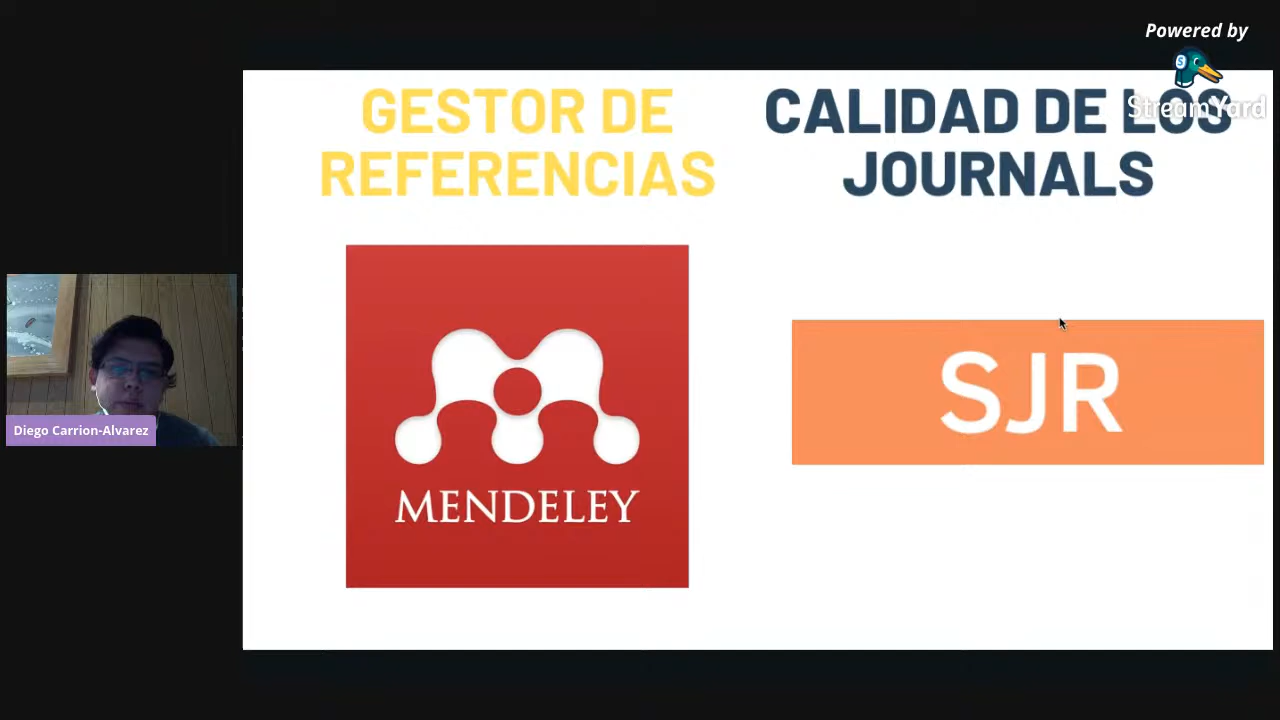 Powered by
StreamYard
GESTOR DE
REFERENCIAS
CALIDAD DE LOS
JOURNALS
MENDELEY
SJR
Diego Carrion-Alvarez